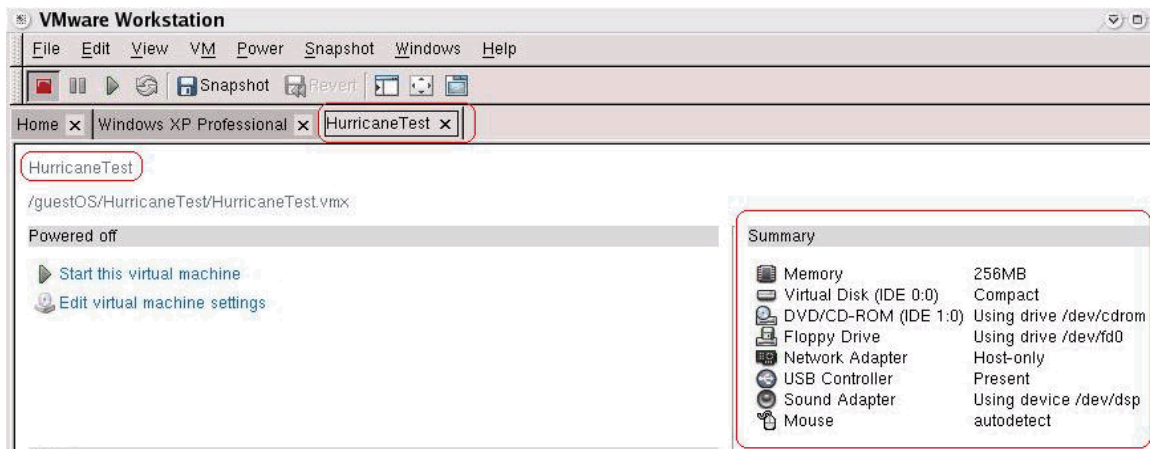 VMware Workstation
File Edit View VM Power Snapshot Windows Help
Snapshot Revert
Home Windows XP Professional HurricaneTest
HurricaneTest
/guestOS/HurricaneTest/HurricaneTest.vmx
Powered off
Start this virtual machine
Edit virtual machine settings
Summary
Memory 256MB
Virtual Disk (IDE 0:0) Compact
DVD/CD-ROM (IDE 1:0) Using drive /dev/cdrom
Floppy Drive Using drive /dev/fd0
Network Adapter Host-only
USB Controller Present
Sound Adapter Using device /dev/dsp
Mouse autodetect